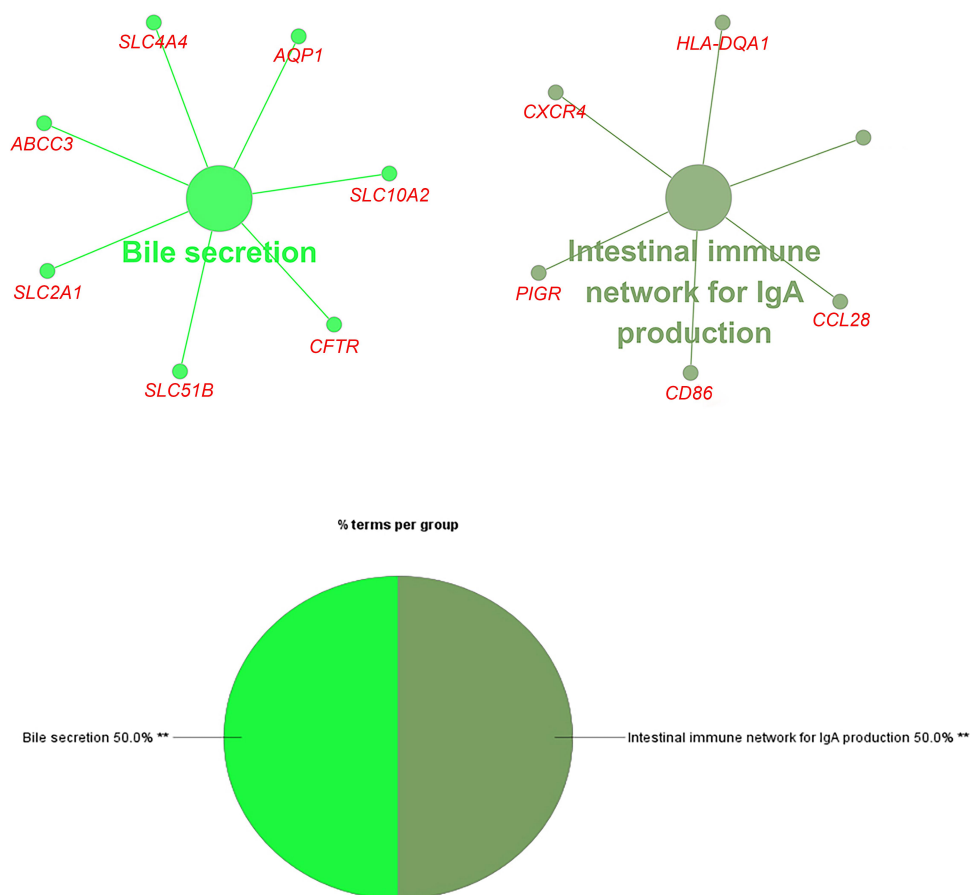 SLC4A4
AQP1
ABCC3
SLC10A2
Bile secretion
SLC2A1
CFTR
SLC51B
HLA-DQA1
CXCR4
Intestinal immune
network for IgA
production
PIGR
CCL28
CD86
% terms per group
Bile secretion 50.0% **
Intestinal immune network for IgA production 50.0% **